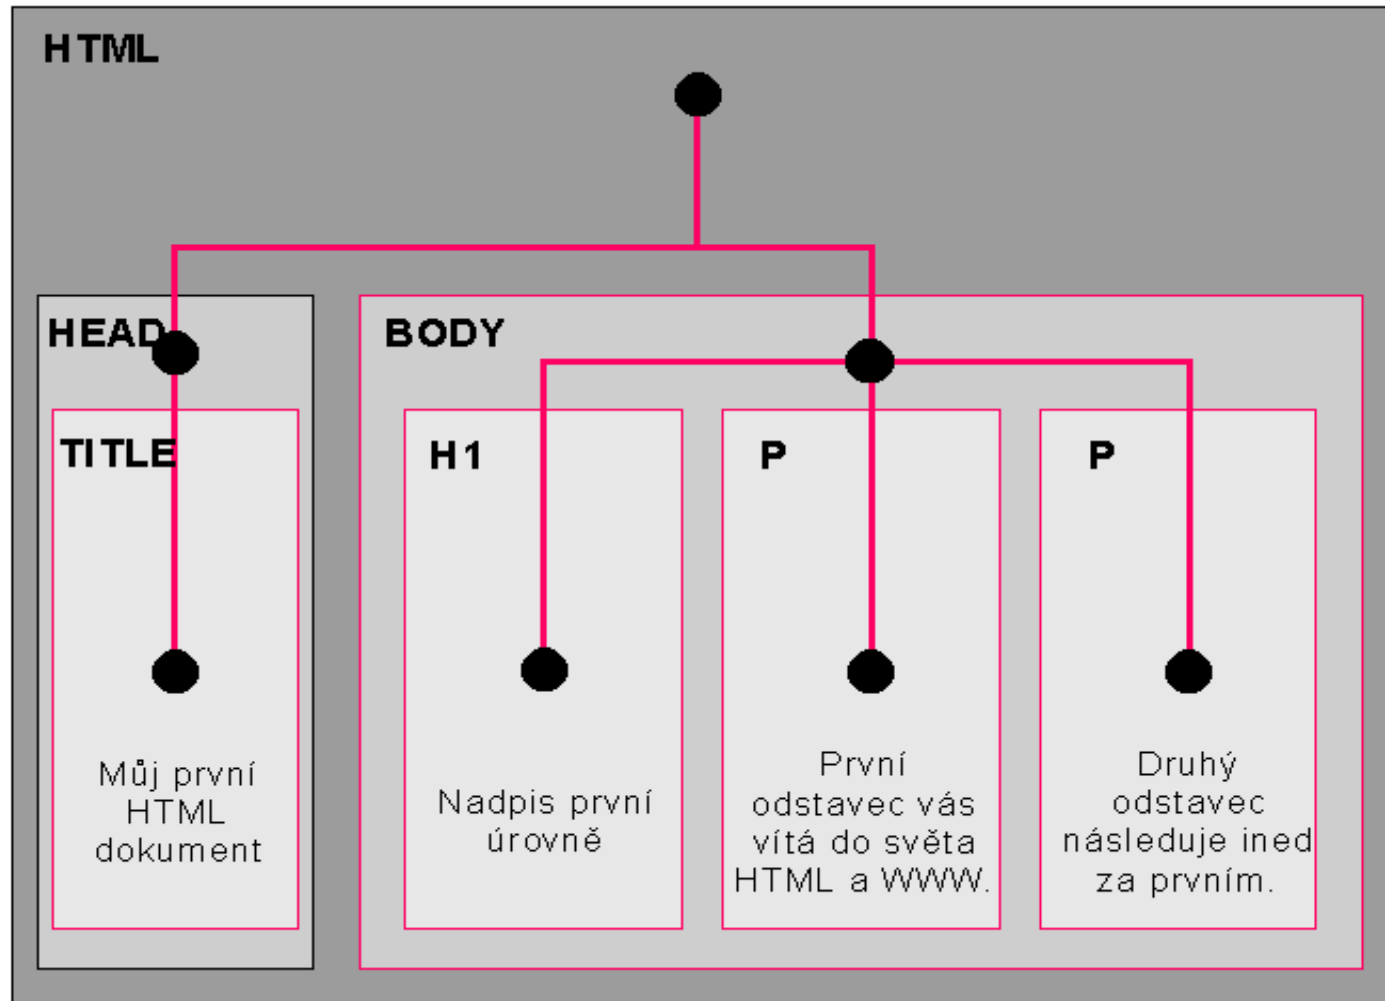 HTML
HEAD
BODY
TITLE
H1
P
P
Můj první
HTML
dokument
Nadpis první
úrovně
První
odstavec vás
vítá do světa
HTML a WWW.
Druhý
odstavec
následuje ined
za prvním.